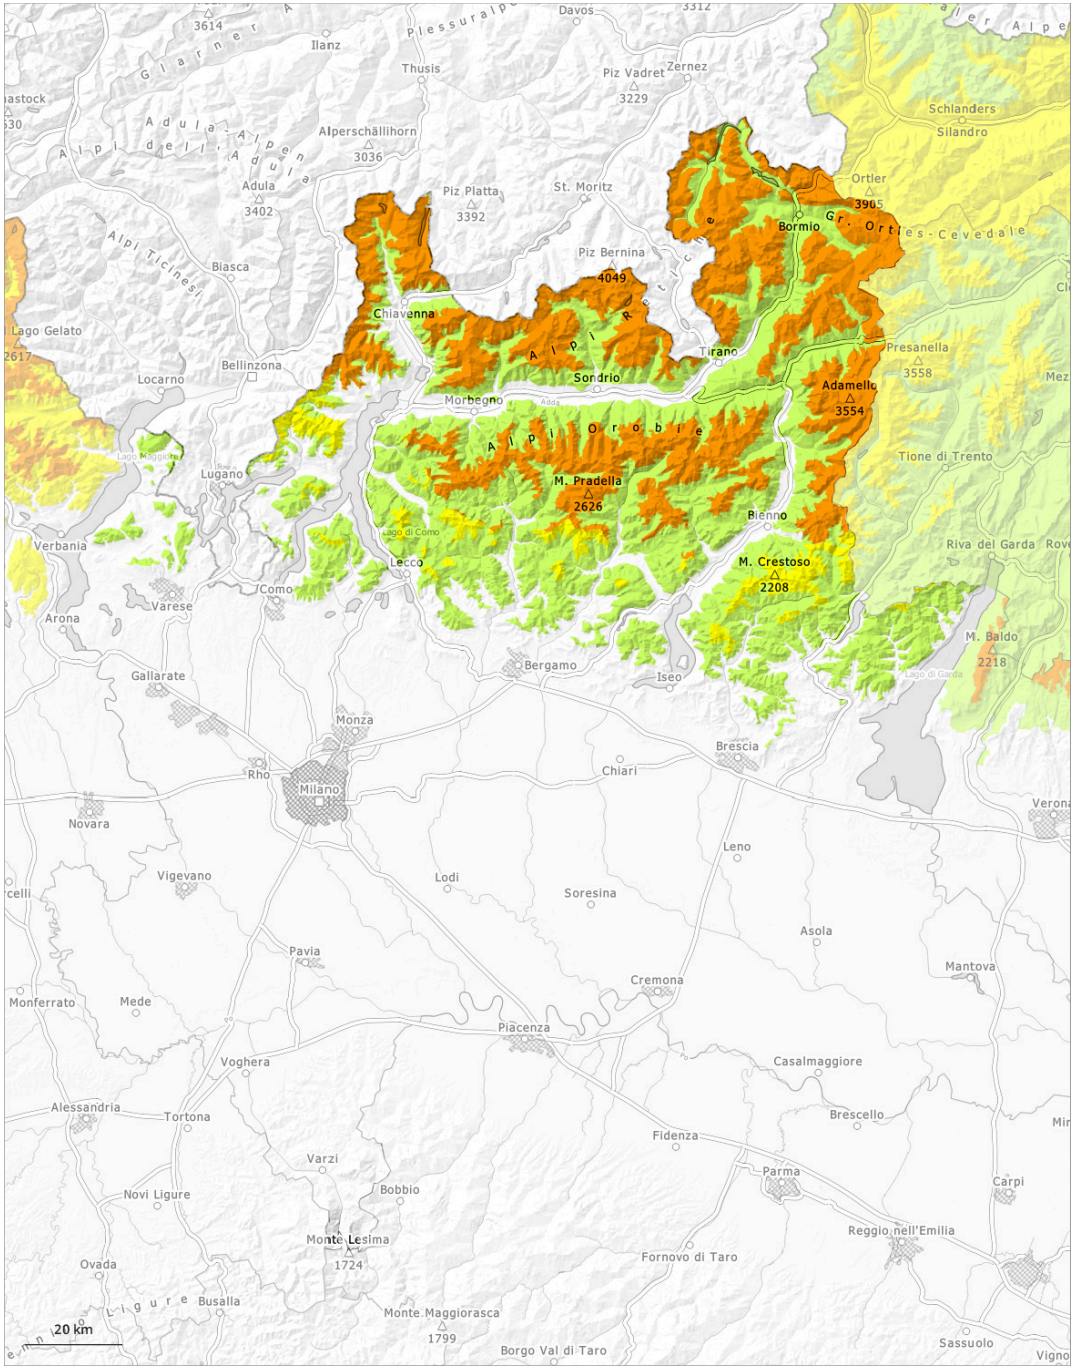 3614
Davos
3312
Plessuralpe
Glarner
Ilanz
Thusis
Piz Vadret
3229
Zernez
Schlanders
Silandro
Adula-Alpen
Alpi dell'Adula
Alperschällihorn
3036
Adula
3402
Piz Platta
3392
St. Moritz
Ortler
3905
Bormio
Gr. Ortles-Cevedale
Alpi Ticinesi
Biasca
Piz Bernina
4049
Chiavenna
Alpi Retiche
Lago Gelato
2617
Bellinzona
Locarno
Tirano
Presanella
3558
Sondrio
Morbegno
Adda
Adamello
3554
Alpi Orobie
Lago Maggiore
Lugano
Tione di Trento
M. Pradella
2626
Bienno
Lago di Como
Verbania
Riva del Garda
Lecco
M. Crestoso
2208
Como
Varese
Arona
M. Baldo
2218
Gallarate
Bergamo
Iseo
Lago di Garda
Monza
Brescia
Rho
Chiari
Milano
Novara
Verona
Leno
Vigevano
Lodi
Soresina
Asola
Pavia
Cremona
Mantova
Monferrato
Mede
Po
Piacenza
Po
Voghera
Casalmaggiore
Alessandria
Tortona
Brescello
Fidenza
Varzi
Parma
Bobbio
Carpi
Novi Ligure
Monte Lesima
1724
Reggio nell'Emilia
Fornovo di Taro
Ovada
Ligure
Busalla
Monte Maggiorasca
1799
20 km
Sassuolo
Borgo Val di Taro